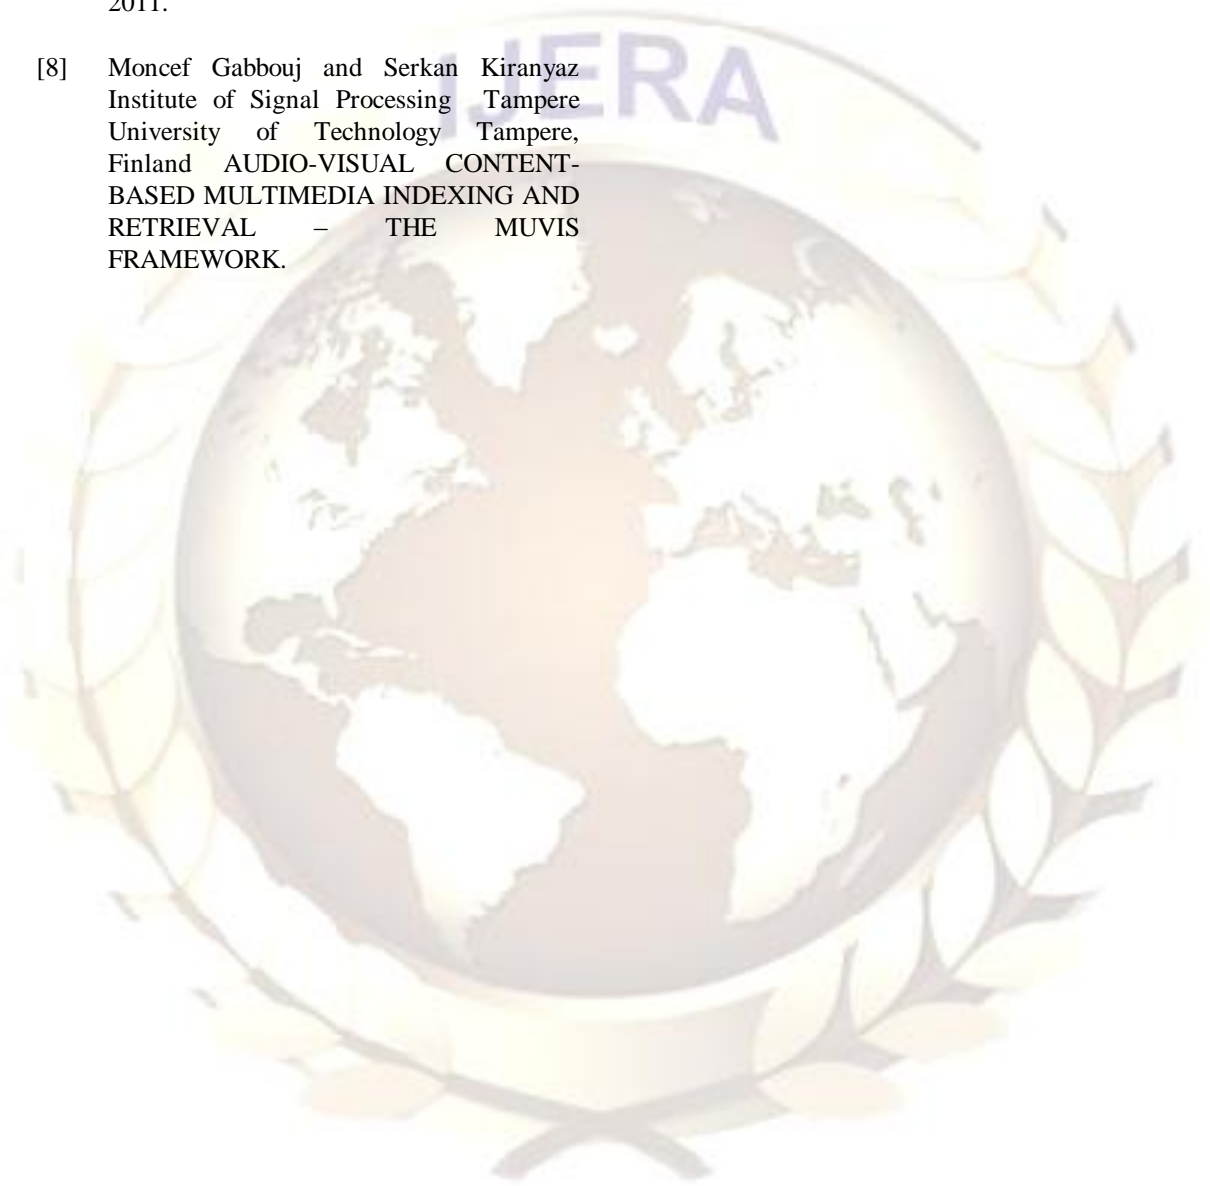 2011.
[8] Moncef Gabbouj and Serkan Kiranyaz
Institute of Signal Processing Tampere
University of Technology Tampere,
Finland AUDIO-VISUAL CONTENT-
BASED MULTIMEDIA INDEXING AND
RETRIEVAL – THE MUVIS
FRAMEWORK.
IJERA